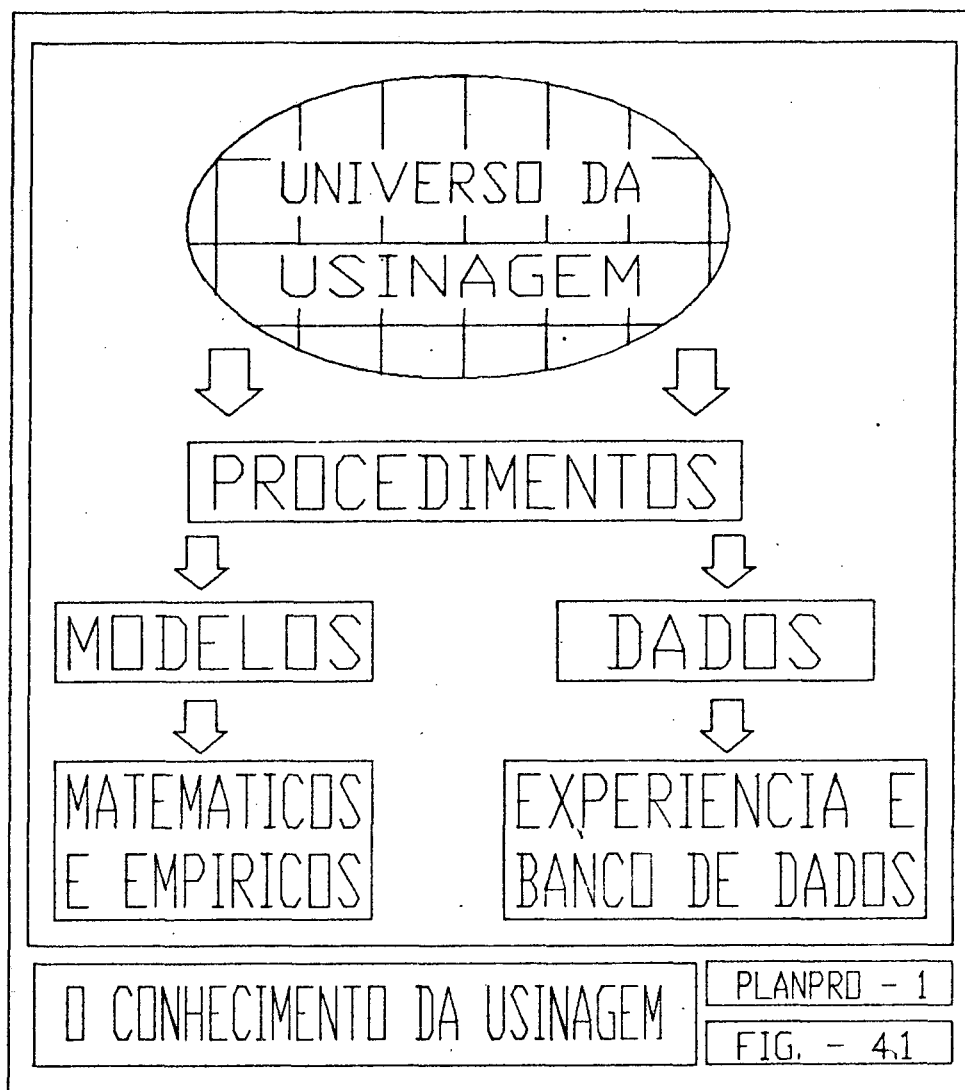 UNIVERSO DA
USINAGEM
PROCEDIMENTOS
MODELOS
DADOS
MATEMATICOS
E EMPIRICOS
EXPERIENCIA E
BANCO DE DADOS
O CONHECIMENTO DA USINAGEM
PLANPRO - 1
FIG. - 4.1